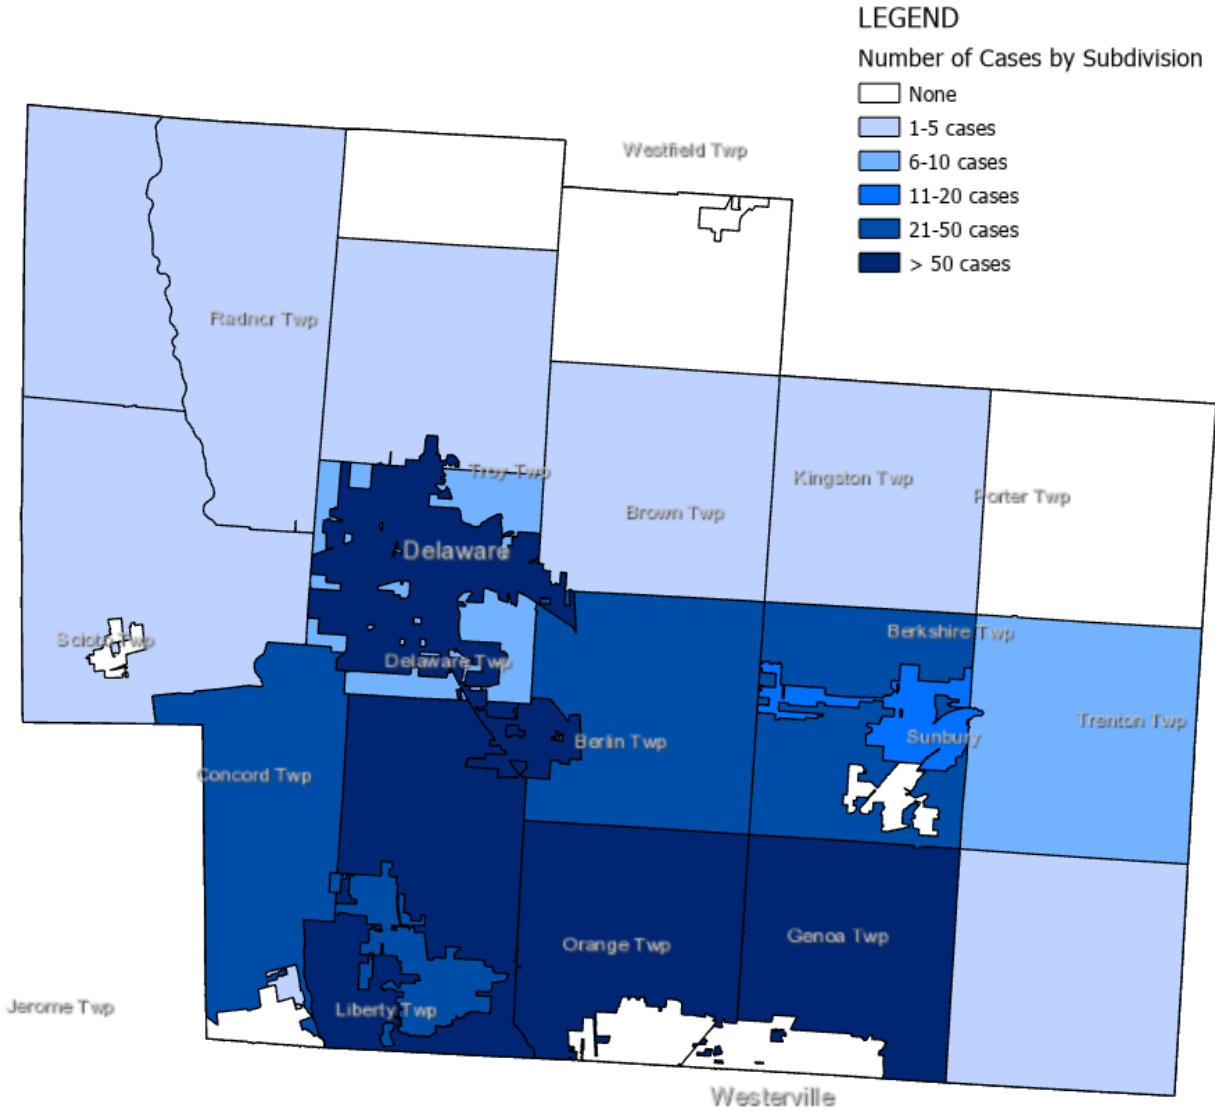 LEGEND
Number of Cases by Subdivision
None
1-5 cases
6-10 cases
11-20 cases
21-50 cases
> 50 cases
Westfield Twp
Radnor Twp
Troy Twp
Kingston Twp
Porter Twp
Brown Twp
Delaware
Scioto Twp
Berkshire Twp
Delaware Twp
Trenton Twp
Berlin Twp
Sunbury
Concord Twp
Orange Twp
Genoa Twp
Jerome Twp
Liberty Twp
Westerville